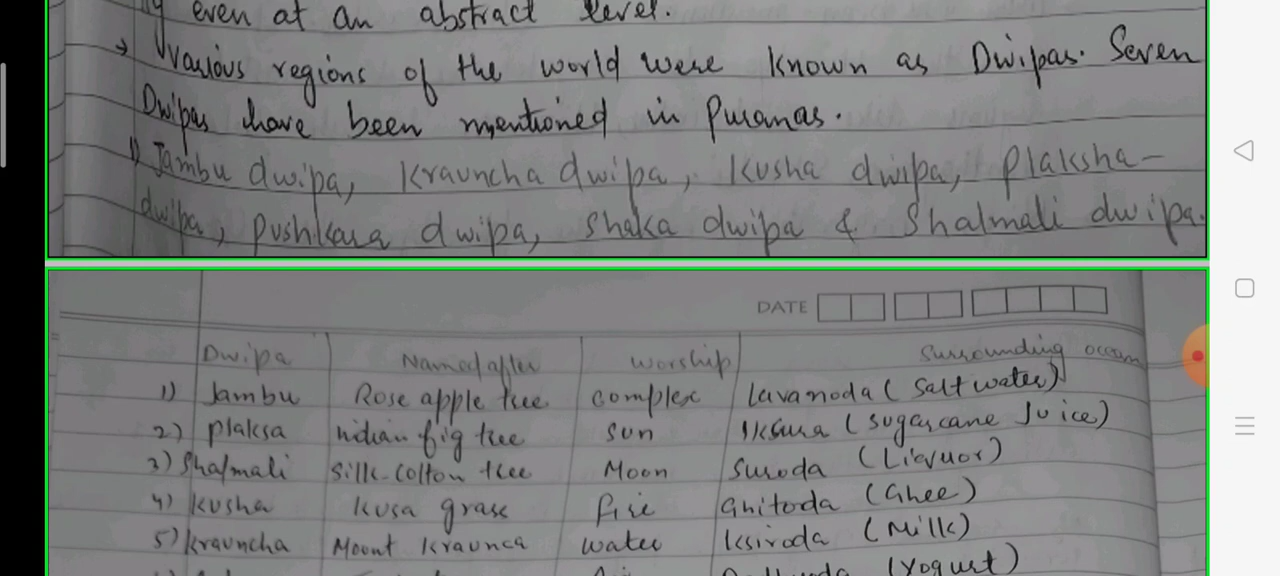 even at an abstract level.
→ Various regions of the world were known as Dwipas. Seven
Dwipas have been mentioned in Puranas.
1) Jambu dwipa, Krauncha dwipa, Kusha dwipa, Plaksha-
dwipa, Pushkara dwipa, Shaka dwipa & Shalmali dwipa.
DATE
Dwipa Named after Worship Surrounding ocean
1) Jambu Rose apple tree complex Lavanoda (Salt water)
2) Plaksa Indian fig tree Sun Iksura (Sugarcane Juice)
3) Shalmali Silk-Cotton tree Moon Suroda (Liquor)
4) Kusha Kusa grass fire Ghitoda (Ghee)
5) Krauncha Mount Kraunca water Ksiroda (Milk)
(Yogurt)